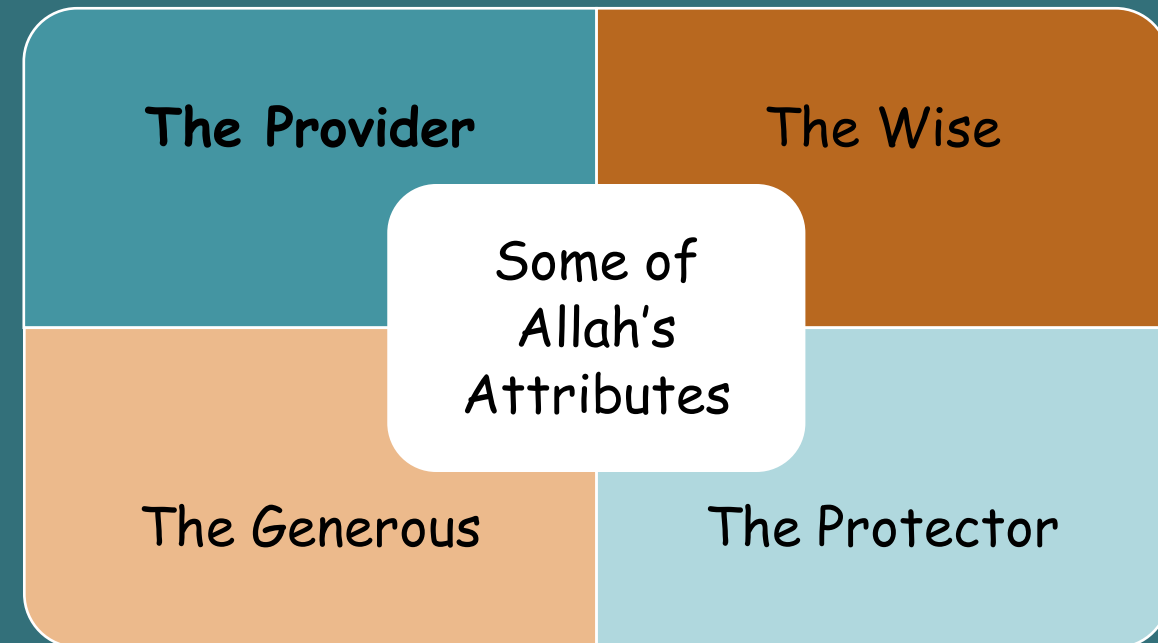 The Provider
The Wise
Some of
Allah’s
Attributes
The Generous
The Protector